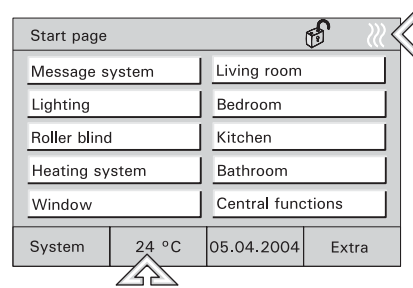 Start page
Message system Living room
Lighting Bedroom
Roller blind Kitchen
Heating system Bathroom
Window Central functions
System 24 °C 05.04.2004 Extra